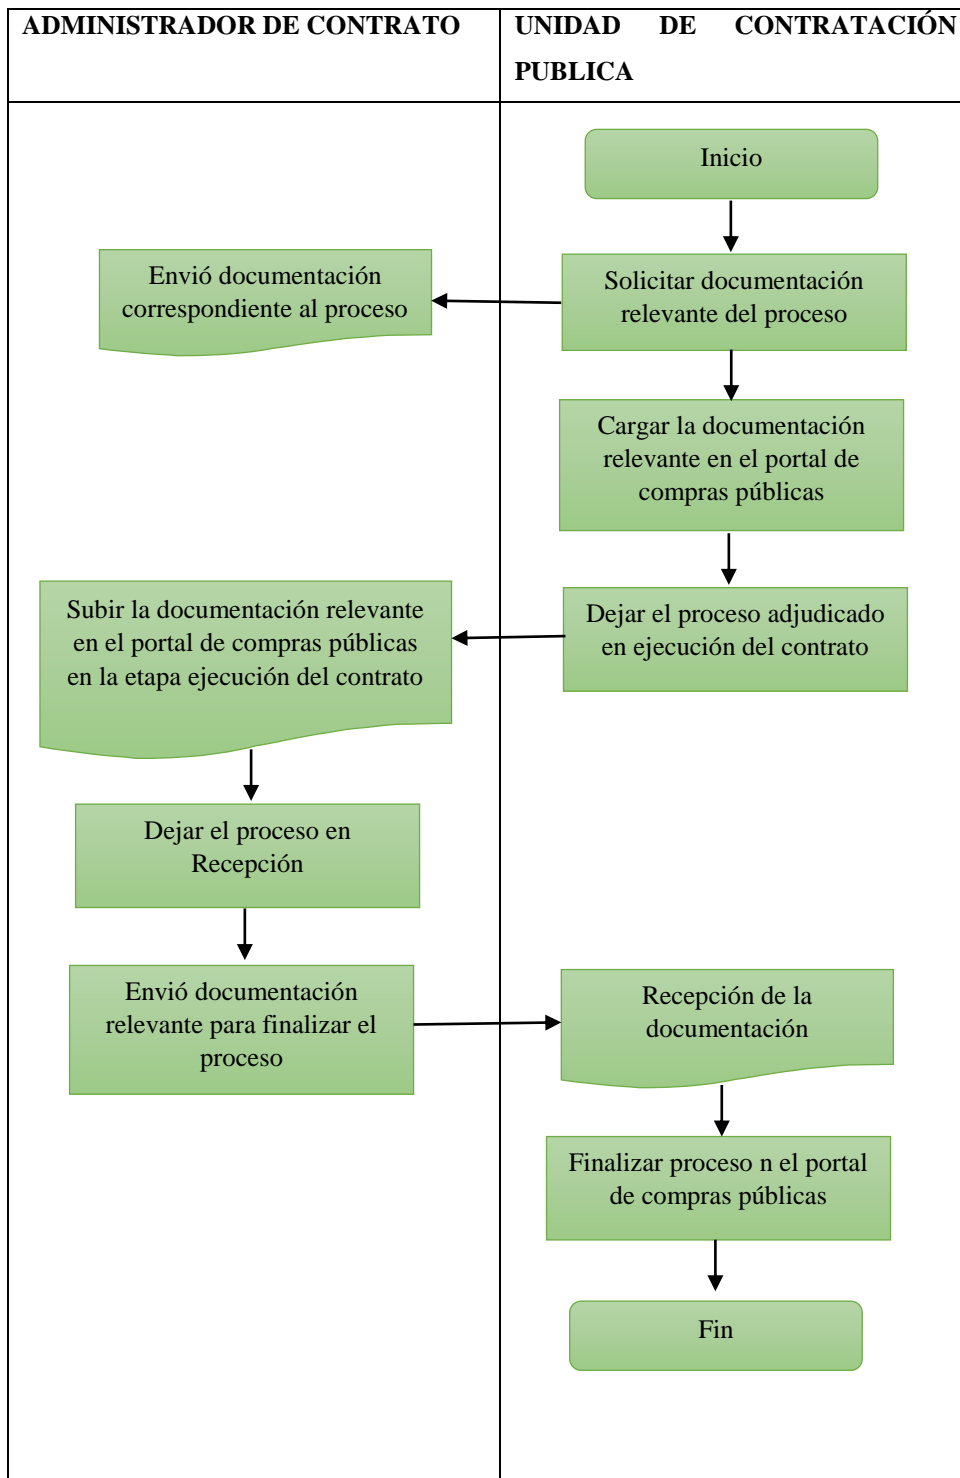 ADMINISTRADOR DE CONTRATO
UNIDAD DE CONTRATACIÓN
PUBLICA
Inicio
Envió documentación
correspondiente al proceso
Solicitar documentación
relevante del proceso
Cargar la documentación
relevante en el portal de
compras públicas
Subir la documentación relevante
en el portal de compras públicas
en la etapa ejecución del contrato
Dejar el proceso adjudicado
en ejecución del contrato
Dejar el proceso en
Recepción
Envió documentación
relevante para finalizar el
proceso
Recepción de la
documentación
Finalizar proceso n el portal
de compras públicas
Fin